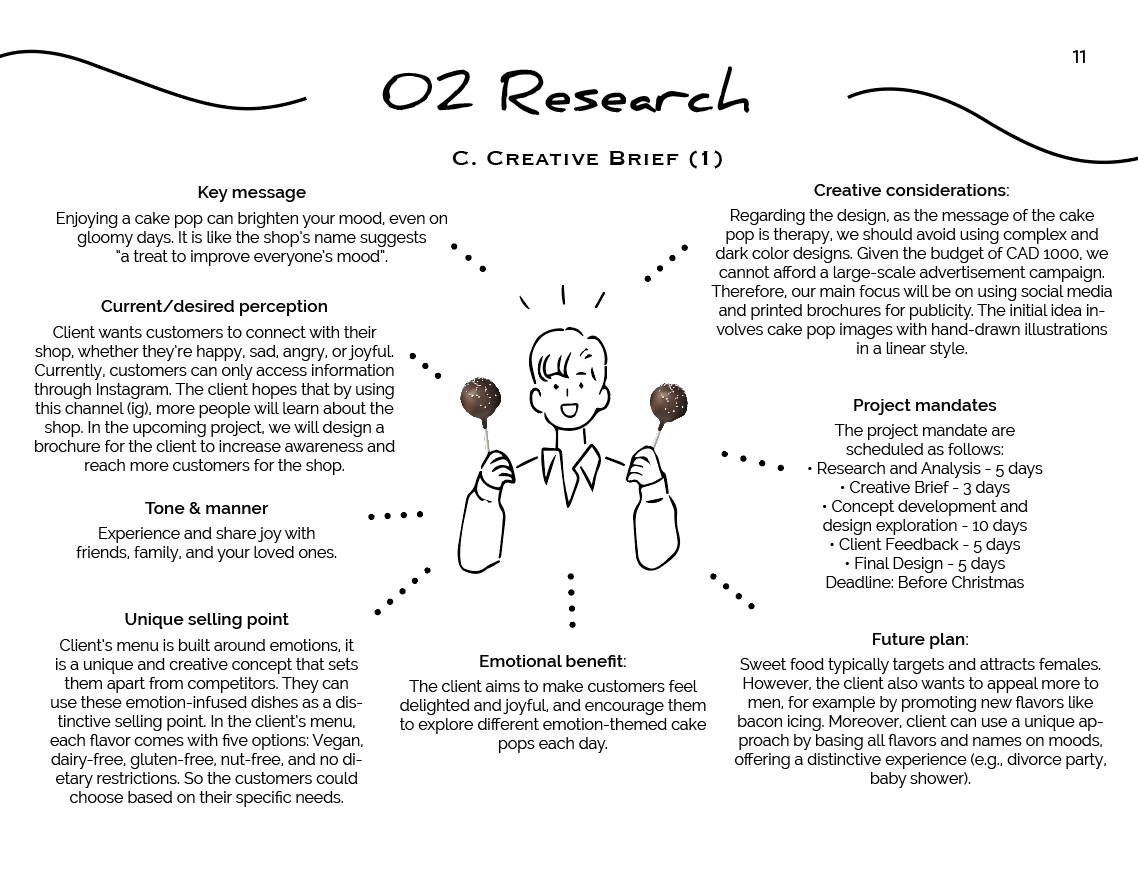 11
02 Research
C. Creative Brief (1)
Key message
Enjoying a cake pop can brighten your mood, even on
gloomy days. It is like the shop's name suggests
"a treat to improve everyone's mood".
Current/desired perception
Client wants customers to connect with their
shop, whether they're happy, sad, angry, or joyful.
Currently, customers can only access information
through Instagram. The client hopes that by using
this channel (ig), more people will learn about the
shop. In the upcoming project, we will design a
brochure for the client to increase awareness and
reach more customers for the shop.
Tone & manner
Experience and share joy with
friends, family, and your loved ones.
Unique selling point
Client's menu is built around emotions, it
is a unique and creative concept that sets
them apart from competitors. They can
use these emotion-infused dishes as a dis-
tinctive selling point. In the client's menu,
each flavor comes with five options: Vegan,
dairy-free, gluten-free, nut-free, and no di-
etary restrictions. So the customers could
choose based on their specific needs.
Emotional benefit:
The client aims to make customers feel
delighted and joyful, and encourage them
to explore different emotion-themed cake
pops each day.
Creative considerations:
Regarding the design, as the message of the cake
pop is therapy, we should avoid using complex and
dark color designs. Given the budget of CAD 1000, we
cannot afford a large-scale advertisement campaign.
Therefore, our main focus will be on using social media
and printed brochures for publicity. The initial idea in-
volves cake pop images with hand-drawn illustrations
in a linear style.
Project mandates
The project mandate are
scheduled as follows:
• Research and Analysis - 5 days
• Creative Brief - 3 days
• Concept development and
design exploration - 10 days
• Client Feedback - 5 days
• Final Design - 5 days
Deadline: Before Christmas
Future plan:
Sweet food typically targets and attracts females.
However, the client also wants to appeal more to
men, for example by promoting new flavors like
bacon icing. Moreover, client can use a unique ap-
proach by basing all flavors and names on moods,
offering a distinctive experience (e.g., divorce party,
baby shower).